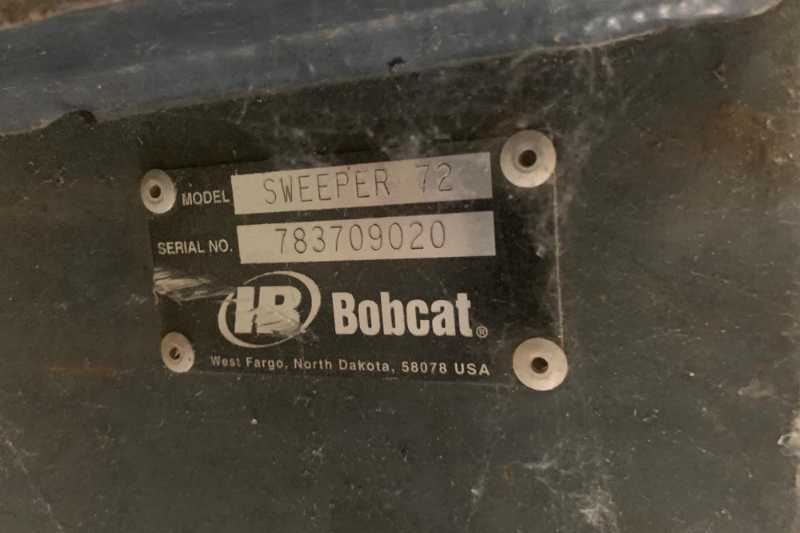 MODEL SWEEPER 72
SERIAL NO. 783709020
IR Bobcat®
West Fargo, North Dakota, 58078 USA